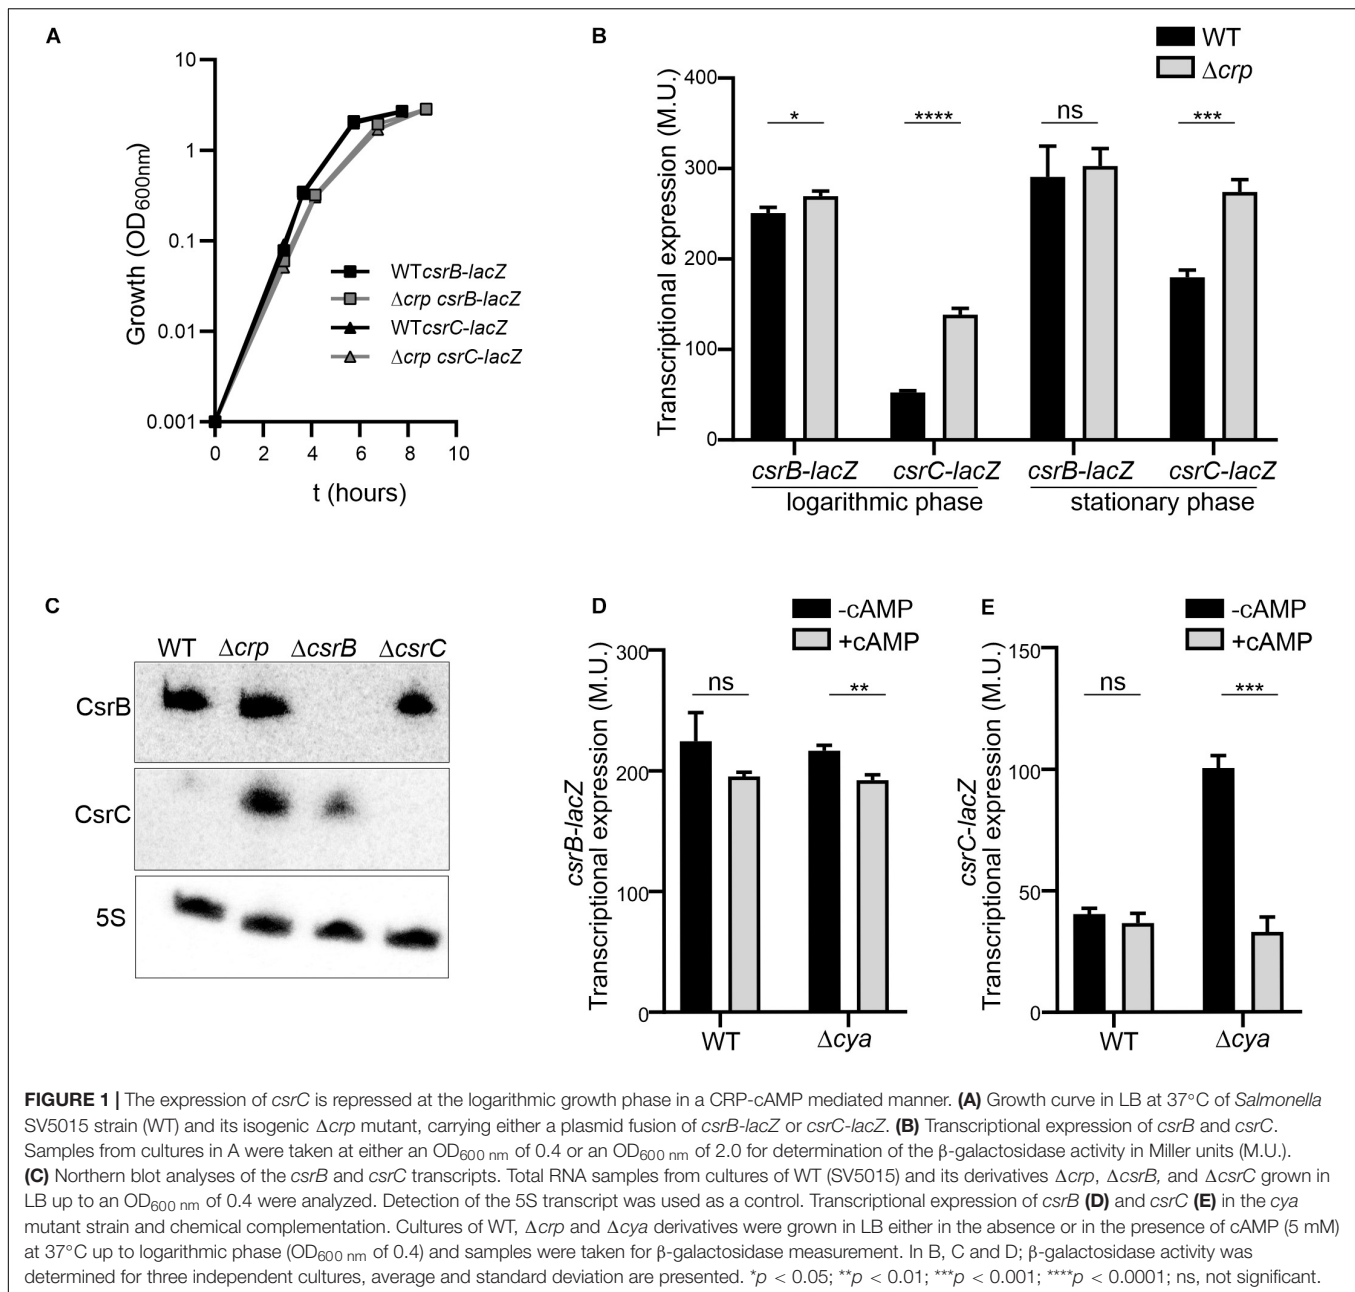 A
10
1
0.1
0.01
0.001
Growth (OD600nm)
0 2 4 6 8 10
t (hours)
WTcsrB-lacZ
Δcrp csrB-lacZ
WTcsrC-lacZ
Δcrp csrC-lacZ
B
WT
Δcrp
Transcriptional expression (M.U.)
400
300
200
100
0
* **** ns ***
csrB-lacZ csrC-lacZ csrB-lacZ csrC-lacZ
logarithmic phase stationary phase
C
WT Δcrp ΔcsrB ΔcsrC
CsrB
CsrC
5S
D
-cAMP
+cAMP
csrB-lacZ
Transcriptional expression (M.U.)
300
200
100
0
ns **
WT Δcya
E
-cAMP
+cAMP
csrC-lacZ
Transcriptional expression (M.U.)
150
100
50
0
ns ***
WT Δcya
FIGURE 1 | The expression of csrC is repressed at the logarithmic growth phase in a CRP-cAMP mediated manner. (A) Growth curve in LB at 37°C of Salmonella
SV5015 strain (WT) and its isogenic Δcrp mutant, carrying either a plasmid fusion of csrB-lacZ or csrC-lacZ. (B) Transcriptional expression of csrB and csrC.
Samples from cultures in A were taken at either an OD600 nm of 0.4 or an OD600 nm of 2.0 for determination of the β-galactosidase activity in Miller units (M.U.).
(C) Northern blot analyses of the csrB and csrC transcripts. Total RNA samples from cultures of WT (SV5015) and its derivatives Δcrp, ΔcsrB, and ΔcsrC grown in
LB up to an OD600 nm of 0.4 were analyzed. Detection of the 5S transcript was used as a control. Transcriptional expression of csrB (D) and csrC (E) in the cya
mutant strain and chemical complementation. Cultures of WT, Δcrp and Δcya derivatives were grown in LB either in the absence or in the presence of cAMP (5 mM)
at 37°C up to logarithmic phase (OD600 nm of 0.4) and samples were taken for β-galactosidase measurement. In B, C and D; β-galactosidase activity was
determined for three independent cultures, average and standard deviation are presented. *p < 0.05; **p < 0.01; ***p < 0.001; ****p < 0.0001; ns, not significant.